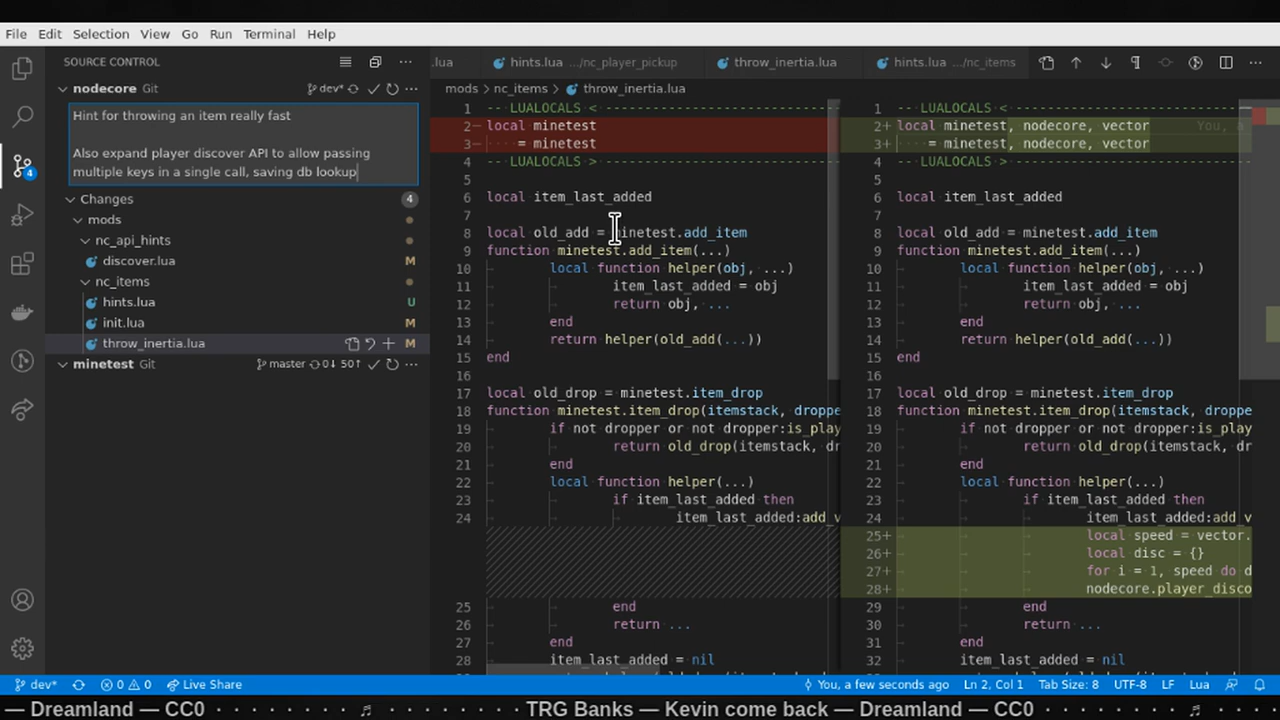 File Edit Selection View Go Run Terminal Help
SOURCE CONTROL
nodecore Git dev*
Hint for throwing an item really fast
Also expand player discover API to allow passing
multiple keys in a single call, saving db lookup
Changes 4
mods
nc_api_hints
discover.lua M
nc_items
hints.lua U
init.lua M
throw_inertia.lua M
minetest Git master 0↓ 50↑
4
.lua hints.lua .../nc_player_pickup throw_inertia.lua hints.lua .../nc_items
mods > nc_items > throw_inertia.lua
1 -- LUALOCALS < ---------------------------------
2− local minetest
3− = minetest
4 -- LUALOCALS > ---------------------------------
5
6 local item_last_added
7
8 local old_add = minetest.add_item
9 function minetest.add_item(...)
10 local function helper(obj, ...)
11 item_last_added = obj
12 return obj, ...
13 end
14 return helper(old_add(...))
15 end
16
17 local old_drop = minetest.item_drop
18 function minetest.item_drop(itemstack, droppe
19 if not dropper or not dropper:is_play
20 return old_drop(itemstack, dr
21 end
22 local function helper(...)
23 if item_last_added then
24 item_last_added:add_v
25 end
26 return ...
27 end
28 item_last_added = nil
1 -- LUALOCALS < ---------------------------------
2+ local minetest, nodecore, vector You, a
3+ = minetest, nodecore, vector
4 -- LUALOCALS > ---------------------------------
5
6 local item_last_added
7
8 local old_add = minetest.add_item
9 function minetest.add_item(...)
10 local function helper(obj, ...)
11 item_last_added = obj
12 return obj, ...
13 end
14 return helper(old_add(...))
15 end
16
17 local old_drop = minetest.item_drop
18 function minetest.item_drop(itemstack, droppe
19 if not dropper or not dropper:is_play
20 return old_drop(itemstack, dr
21 end
22 local function helper(...)
23 if item_last_added then
24 item_last_added:add_v
25+ local speed = vector.
26+ local disc = {}
27+ for i = 1, speed do d
28+ nodecore.player_disco
29 end
30 return ...
31 end
32 item_last_added = nil
dev* 0 0 Live Share You, a few seconds ago Ln 2, Col 1 Tab Size: 8 UTF-8 LF Lua
— Dreamland — CC0 · · · · · · · ♬ · · · · · · · TRG Banks — Kevin come back — Dreamland — CC0 · · · · · · · ♬ · · · · · ·